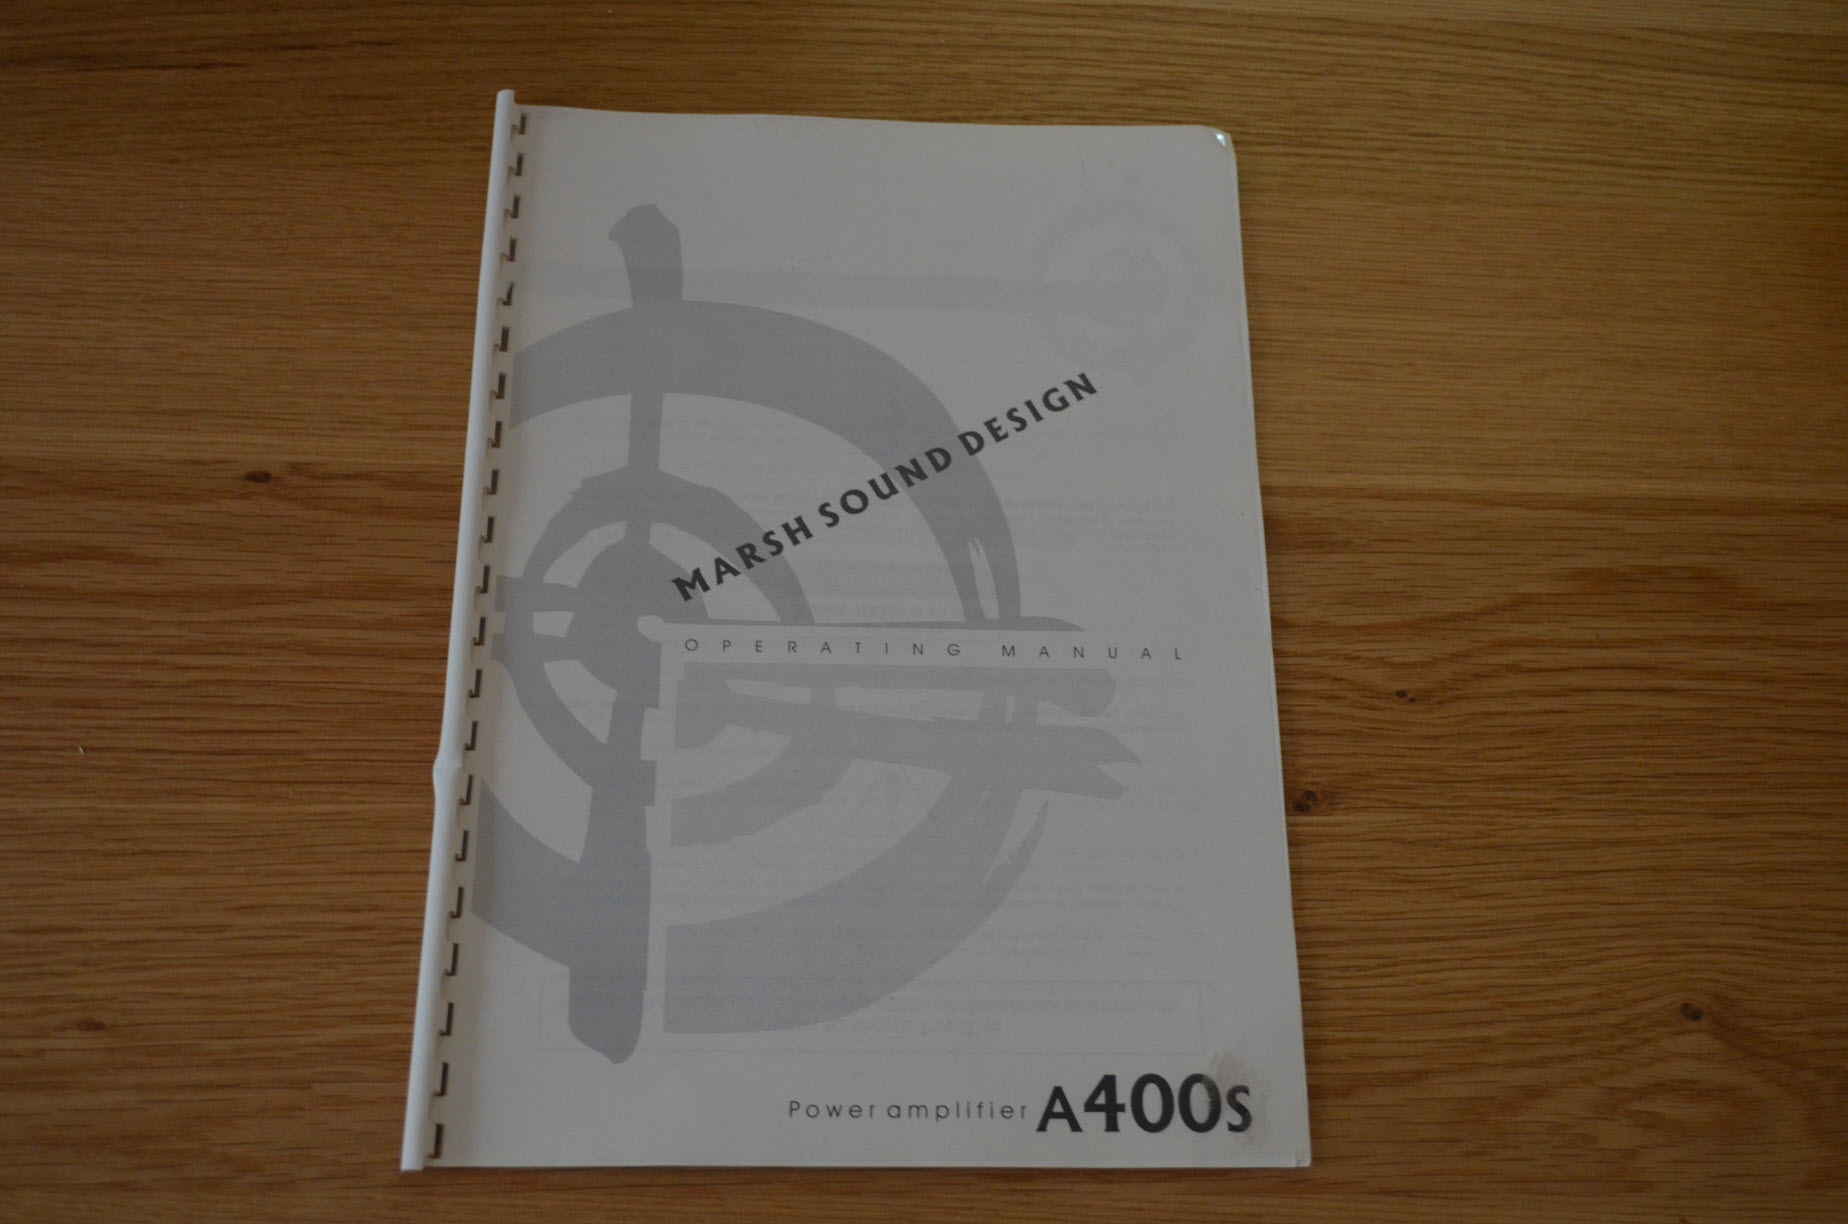 MARSH SOUND DESIGN
OPERATING MANUAL
Power amplifier A400s